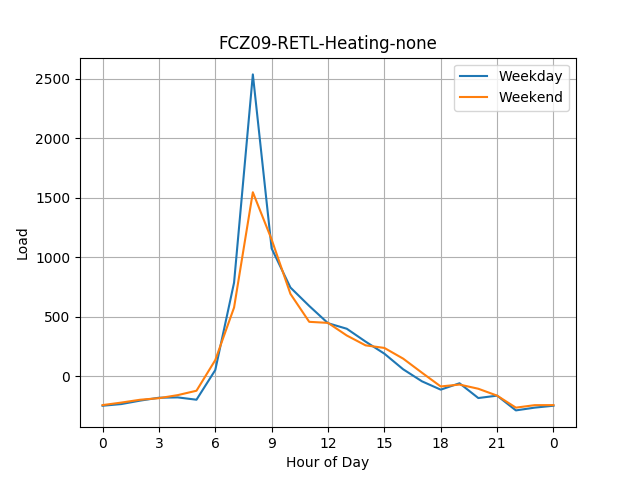 FCZ09-RETL-Heating-none
Weekday
Weekend
2500
2000
1500
1000
500
0
Load
0 3 6 9 12 15 18 21 0
Hour of Day